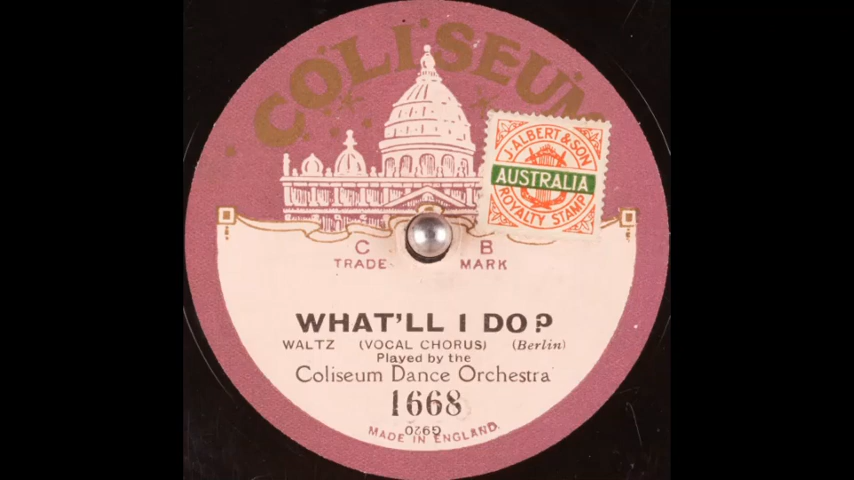 COLISEUM
J. ALBERT & SON
AUSTRALIA
ROYALTY STAMP
C B
TRADE MARK
WHAT'LL I DO?
WALTZ (VOCAL CHORUS) (Berlin)
Played by the
Coliseum Dance Orchestra
1668
G920
MADE IN ENGLAND.